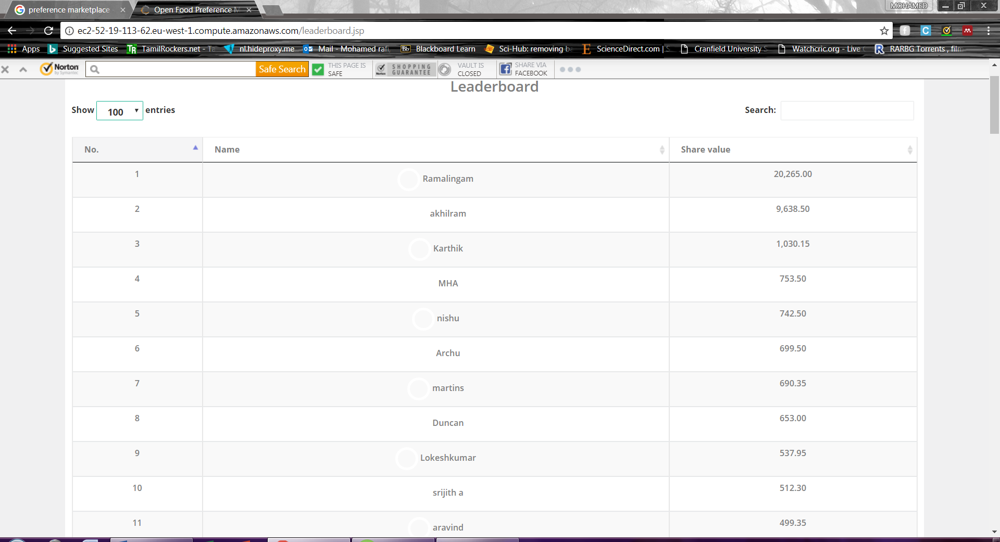 preference marketplace
Open Food Preference M
MOHAMED
ec2-52-19-113-62.eu-west-1.compute.amazonaws.com/leaderboard.jsp
Apps Suggested Sites TamilRockers.net - Ta nl.hideproxy.me Mail - Mohamed rafi Blackboard Learn Sci-Hub: removing ba ScienceDirect.com | S Cranfield University S Watchcric.org - Live RARBG Torrents , film
Norton
by Symantec
Safe Search
THIS PAGE IS
SAFE
SHOPPING
GUARANTEE
VAULT IS
CLOSED
SHARE VIA
FACEBOOK
Leaderboard
Show 100 entries
Search:
No. Name Share value
1 Ramalingam 20,265.00
2 akhilram 9,638.50
3 Karthik 1,030.15
4 MHA 753.50
5 nishu 742.50
6 Archu 699.50
7 martins 690.35
8 Duncan 653.00
9 Lokeshkumar 537.95
10 srijith a 512.30
11 aravind 499.35